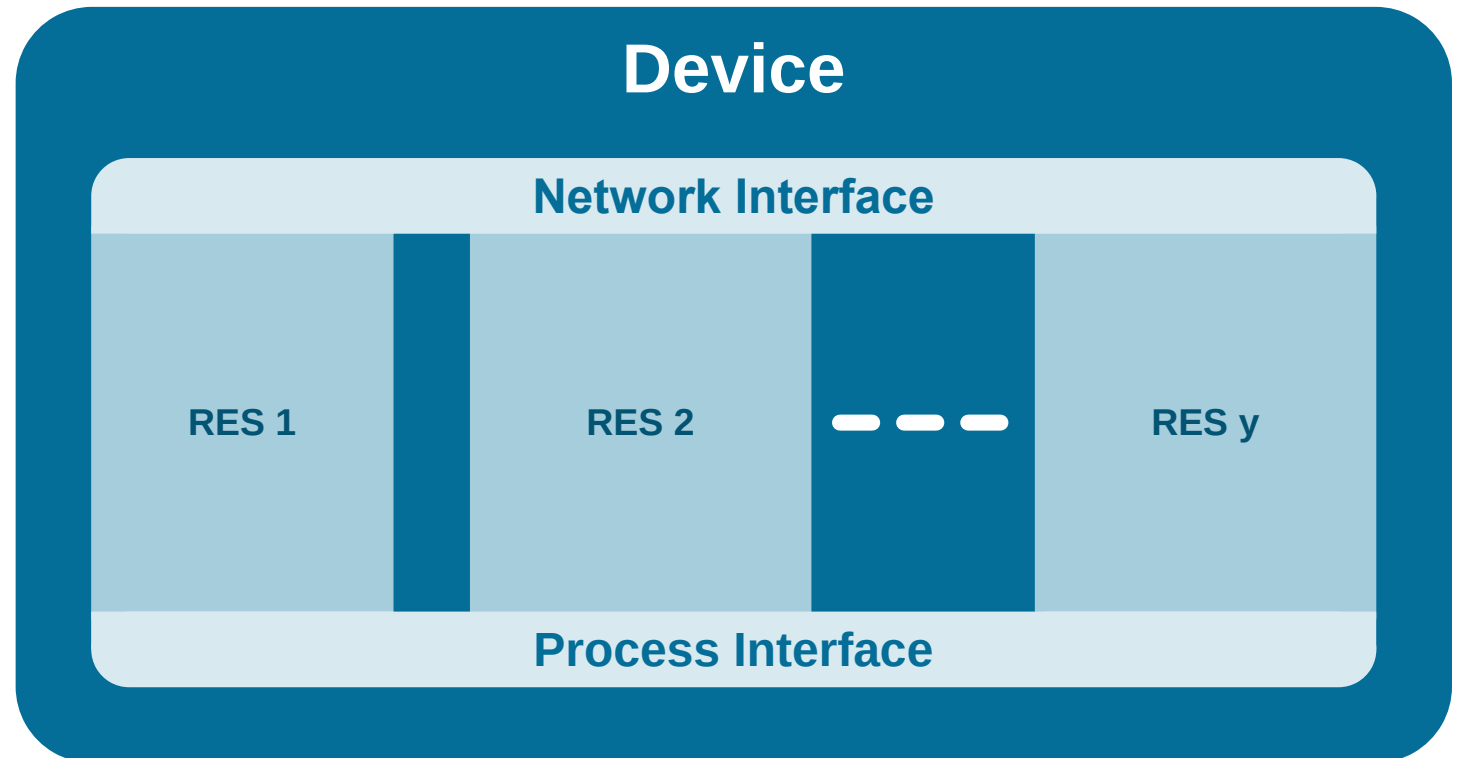 Device
Network Interface
RES 1
RES 2
RES y
Process Interface